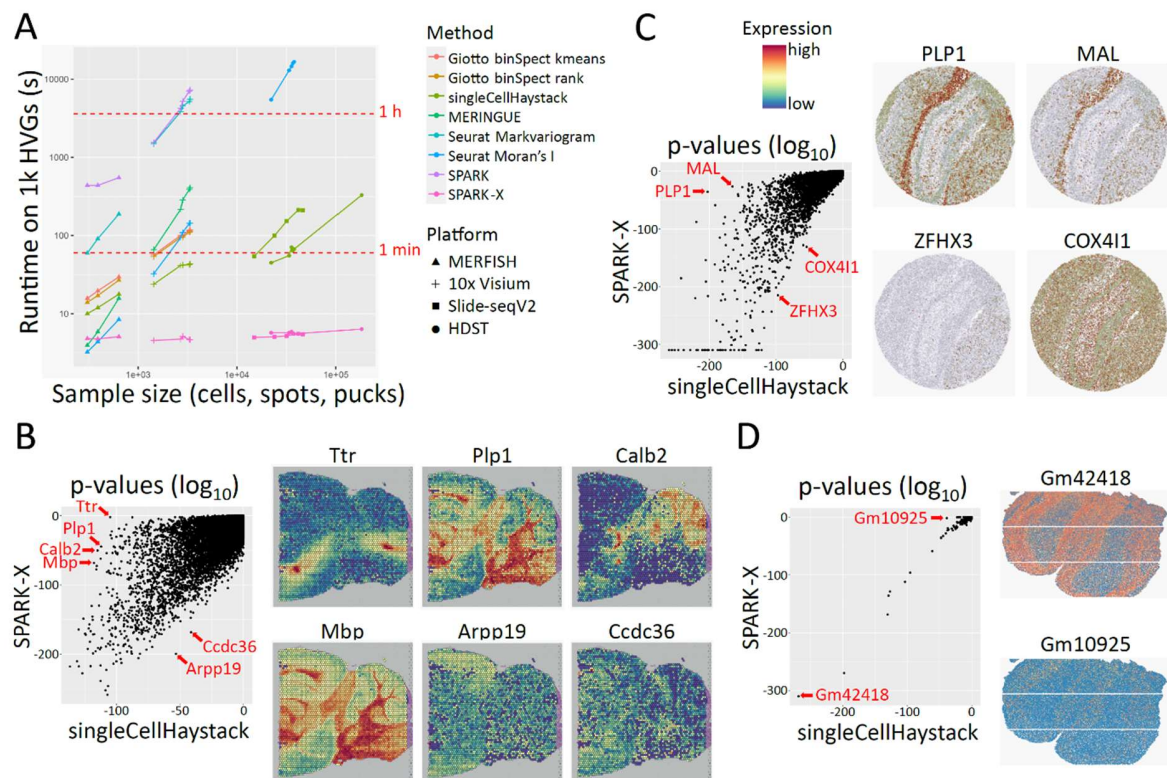 A
Runtime on 1k HVGs (s)
10000
1000
100
10
1 h
1 min
1e+03
1e+04
1e+05
Sample size (cells, spots, pucks)
Method
Giotto binSpect kmeans
Giotto binSpect rank
singleCellHaystack
MERINGUE
Seurat Markvariogram
Seurat Moran's I
SPARK
SPARK-X
Platform
MERFISH
10x Visium
Slide-seqV2
HDST
C
Expression
high
low
p-values (log10)
SPARK-X
0
-100
-200
-300
MAL
PLP1
COX4I1
ZFHX3
-200
-100
0
singleCellHaystack
PLP1
MAL
ZFHX3
COX4I1
B
p-values (log10)
SPARK-X
0
-100
-200
Ttr
Plp1
Calb2
Mbp
Ccdc36
Arpp19
-100
-50
0
singleCellHaystack
Ttr
Plp1
Calb2
Mbp
Arpp19
Ccdc36
D
p-values (log10)
SPARK-X
0
-100
-200
-300
Gm10925
Gm42418
-200
-100
0
singleCellHaystack
Gm42418
Gm10925